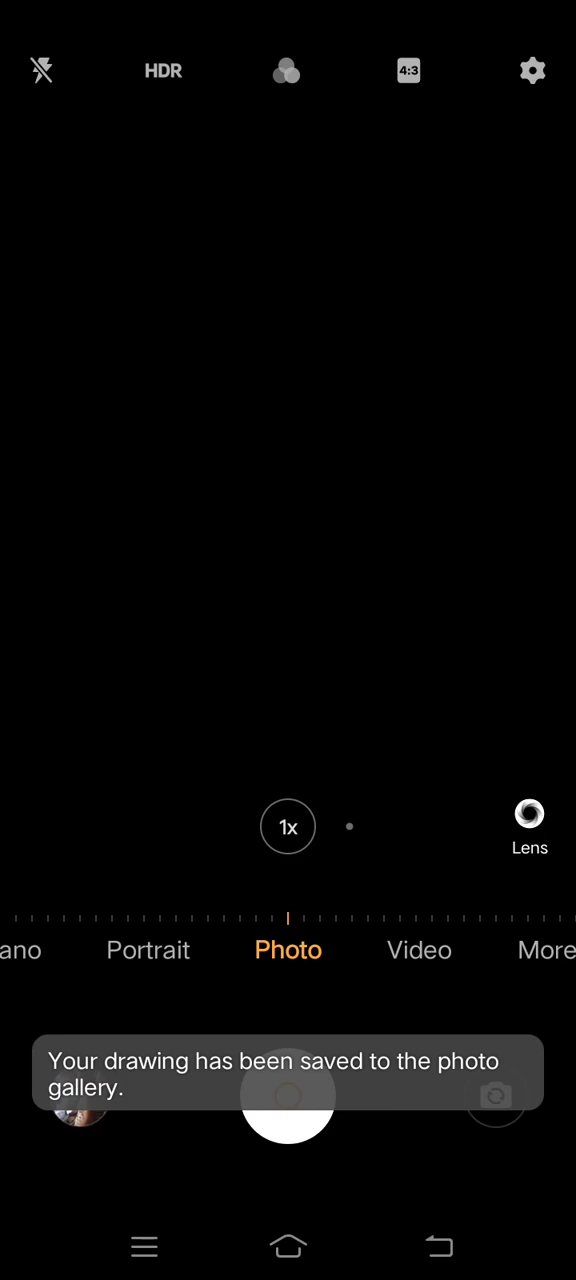 HDR
4:3
1x
Lens
ano
Portrait
Photo
Video
More
Your drawing has been saved to the photo
gallery.